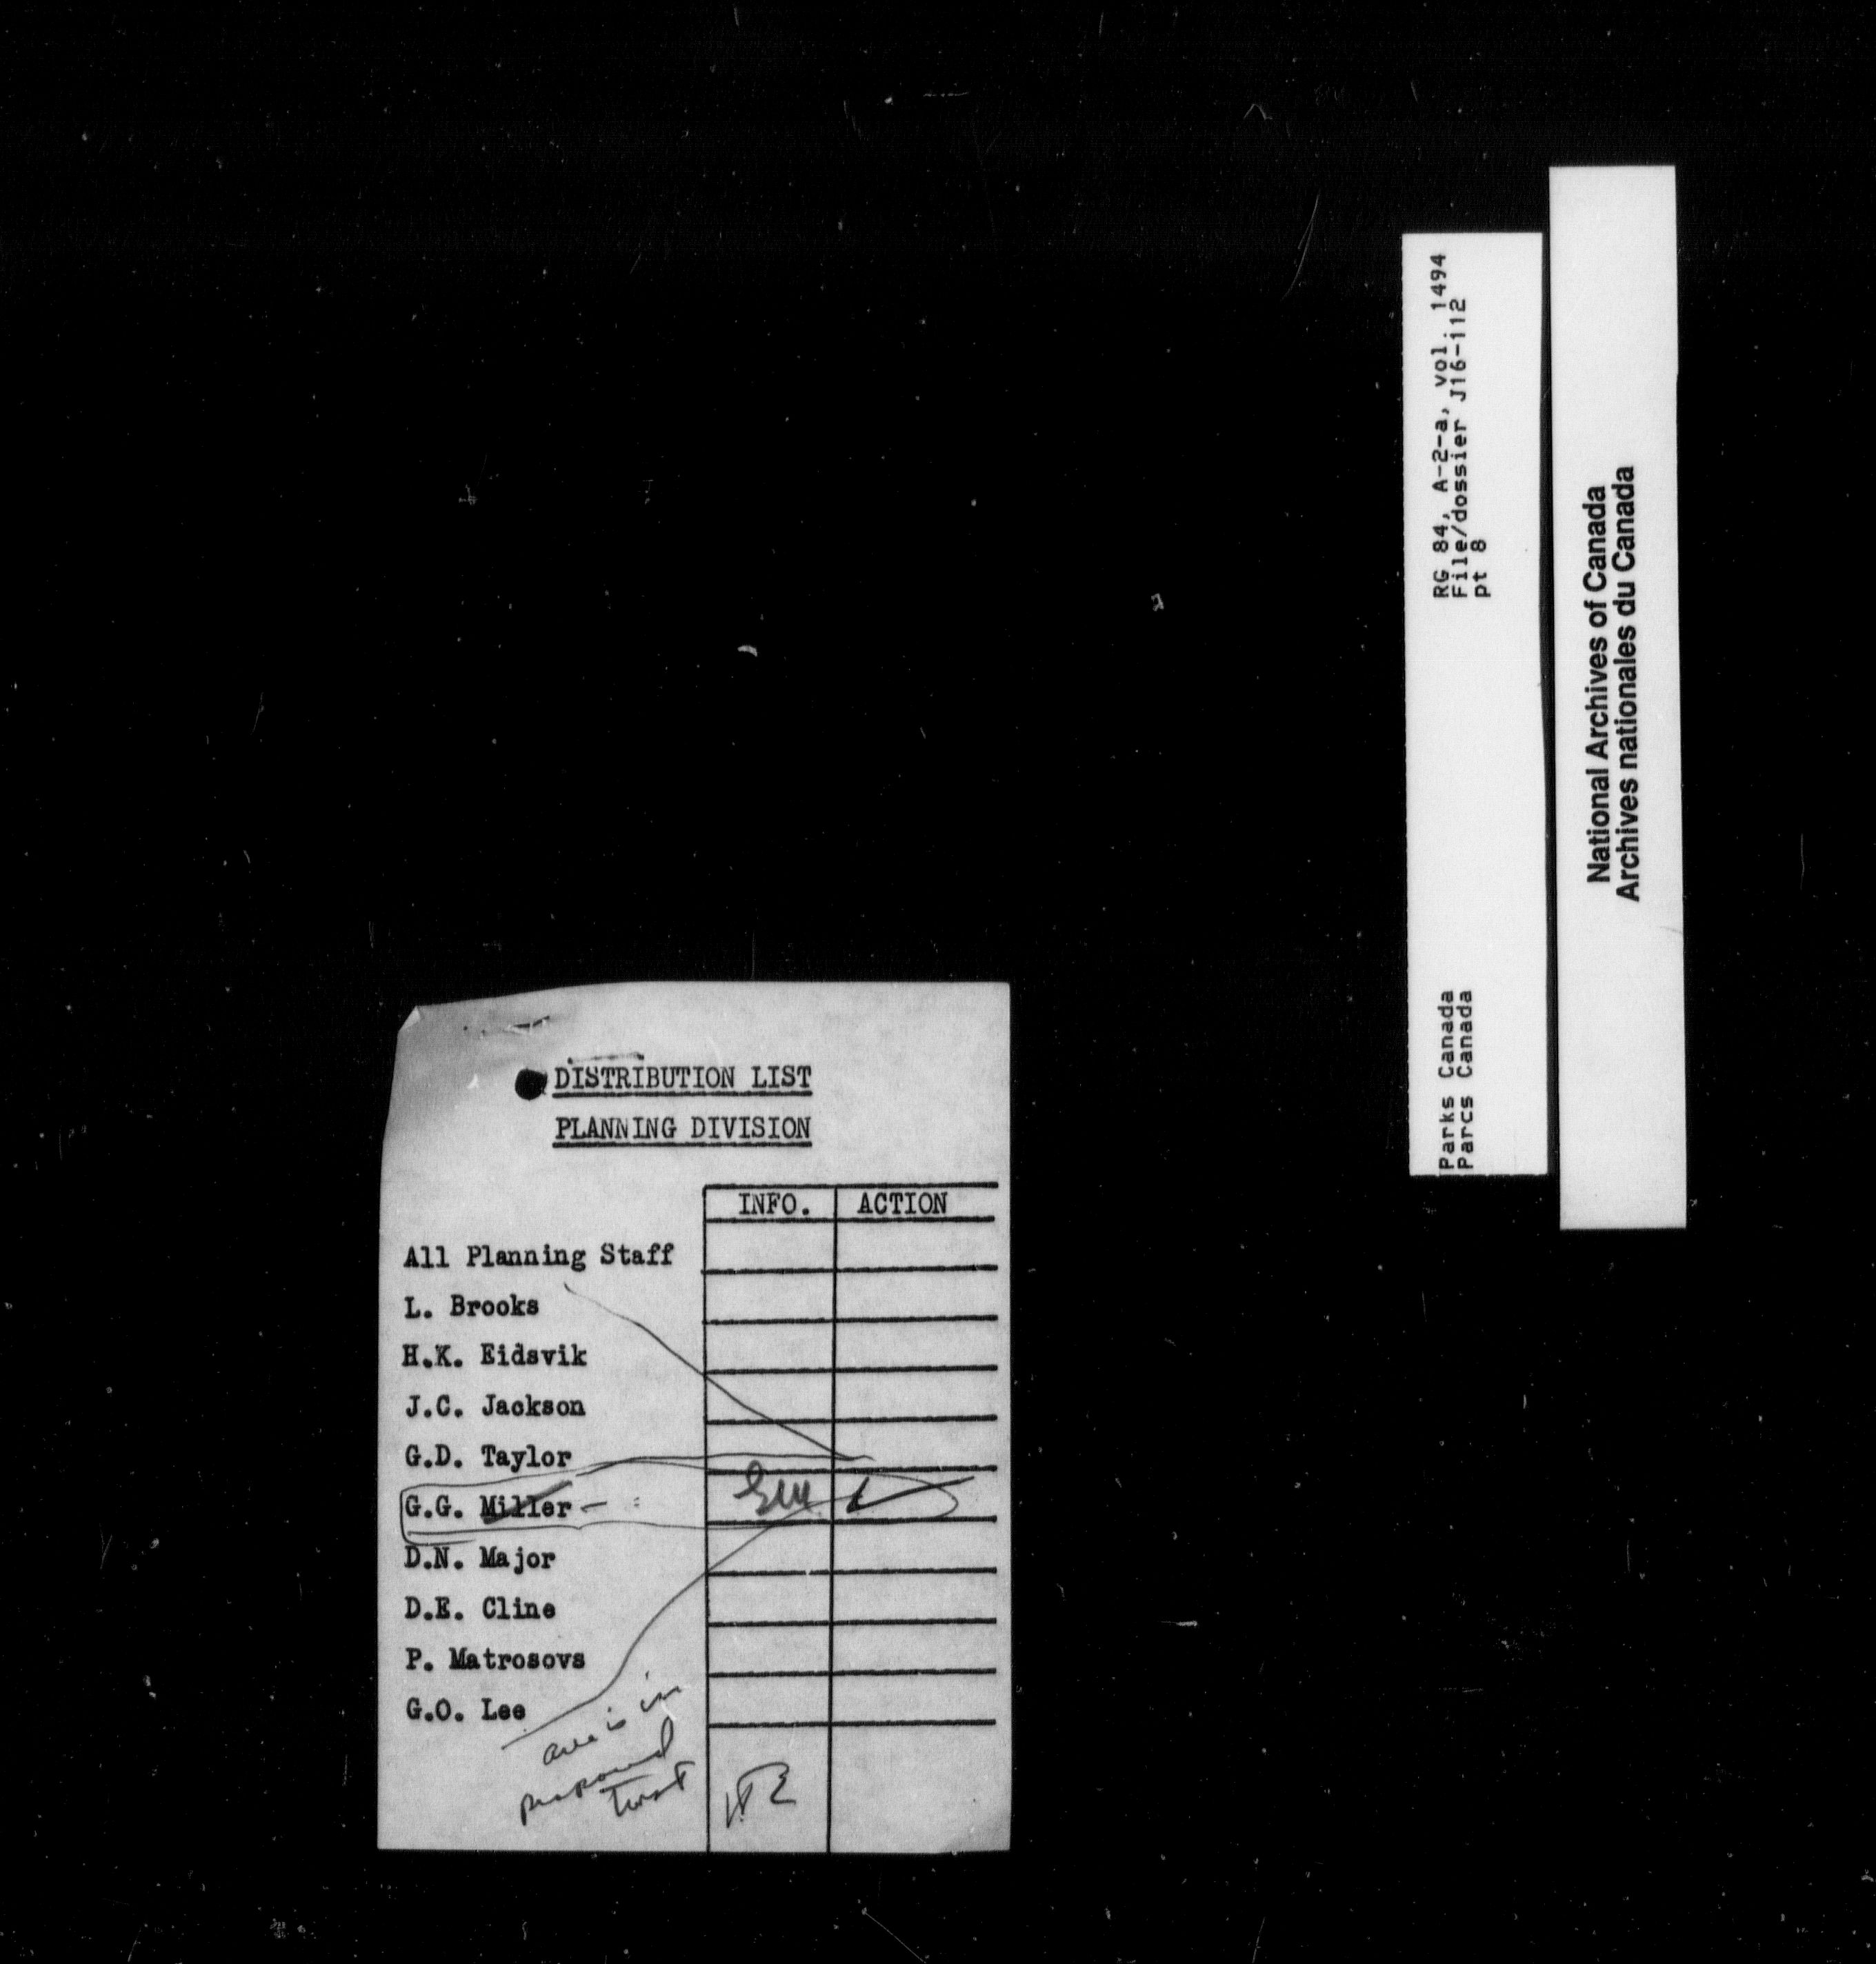 DISTRIBUTION LIST
PLANNING DIVISION
INFO. ACTION
All Planning Staff
L. Brooks
H.K. Eidsvik
J.C. Jackson
G.D. Taylor
G.G. Miller
D.N. Major
D.E. Cline
P. Matrosovs
G.O. Lee
is in
RG 84, A-2-a, vol. 1494
File/dossier J16-112
pt 8
Parks Canada
Parcs Canada
National Archives of Canada
Archives nationales du Canada